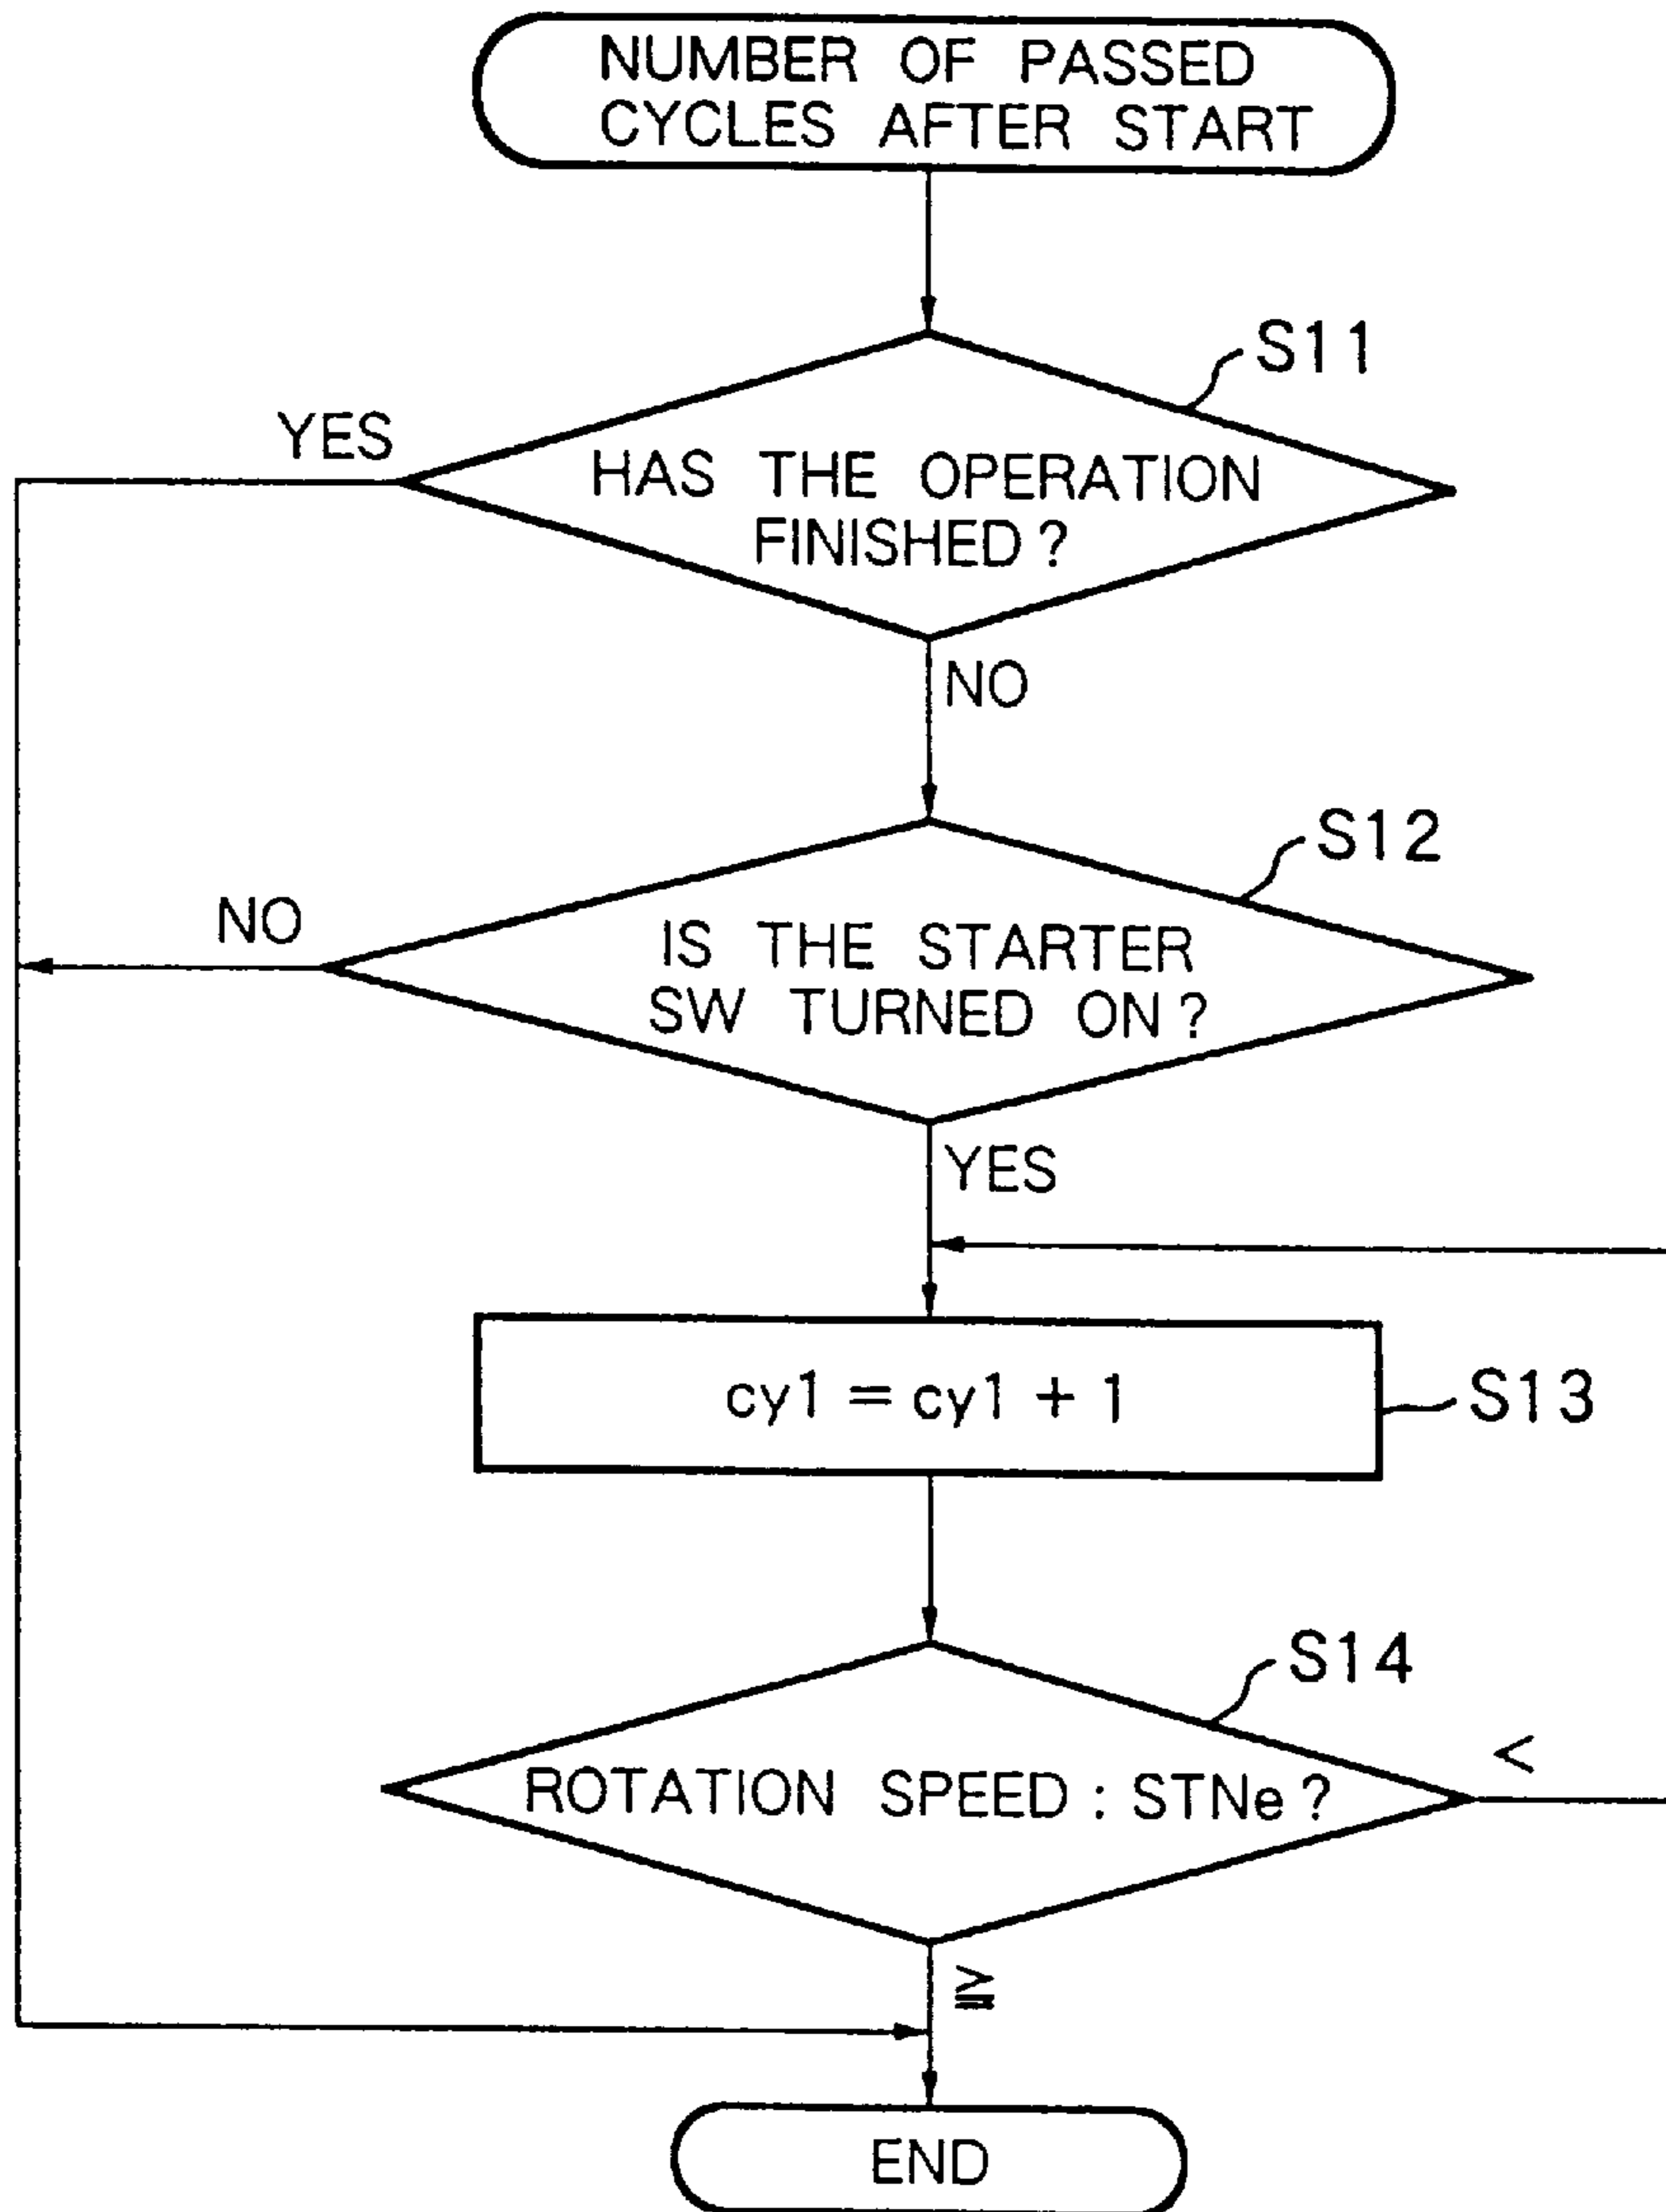 NUMBER OF PASSED
CYCLES AFTER START
S11
YES
HAS THE OPERATION
FINISHED?
NO
S12
NO
IS THE STARTER
SW TURNED ON?
YES
cy1 = cy1 + 1
S13
S14
<
ROTATION SPEED : STNe?
≧
END